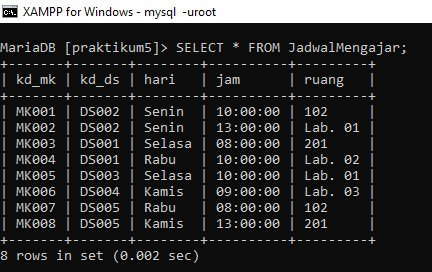 XAMPP for Windows - mysql  -uroot
MariaDB [praktikum5]> SELECT * FROM JadwalMengajar;
+-------+-------+--------+----------+---------+
| kd_mk | kd_ds | hari   | jam      | ruang   |
+-------+-------+--------+----------+---------+
| MK001 | DS002 | Senin  | 10:00:00 | 102     |
| MK002 | DS002 | Senin  | 13:00:00 | Lab. 01 |
| MK003 | DS001 | Selasa | 08:00:00 | 201     |
| MK004 | DS001 | Rabu   | 10:00:00 | Lab. 02 |
| MK005 | DS003 | Selasa | 10:00:00 | Lab. 01 |
| MK006 | DS004 | Kamis  | 09:00:00 | Lab. 03 |
| MK007 | DS005 | Rabu   | 08:00:00 | 102     |
| MK008 | DS005 | Kamis  | 13:00:00 | 201     |
+-------+-------+--------+----------+---------+
8 rows in set (0.002 sec)